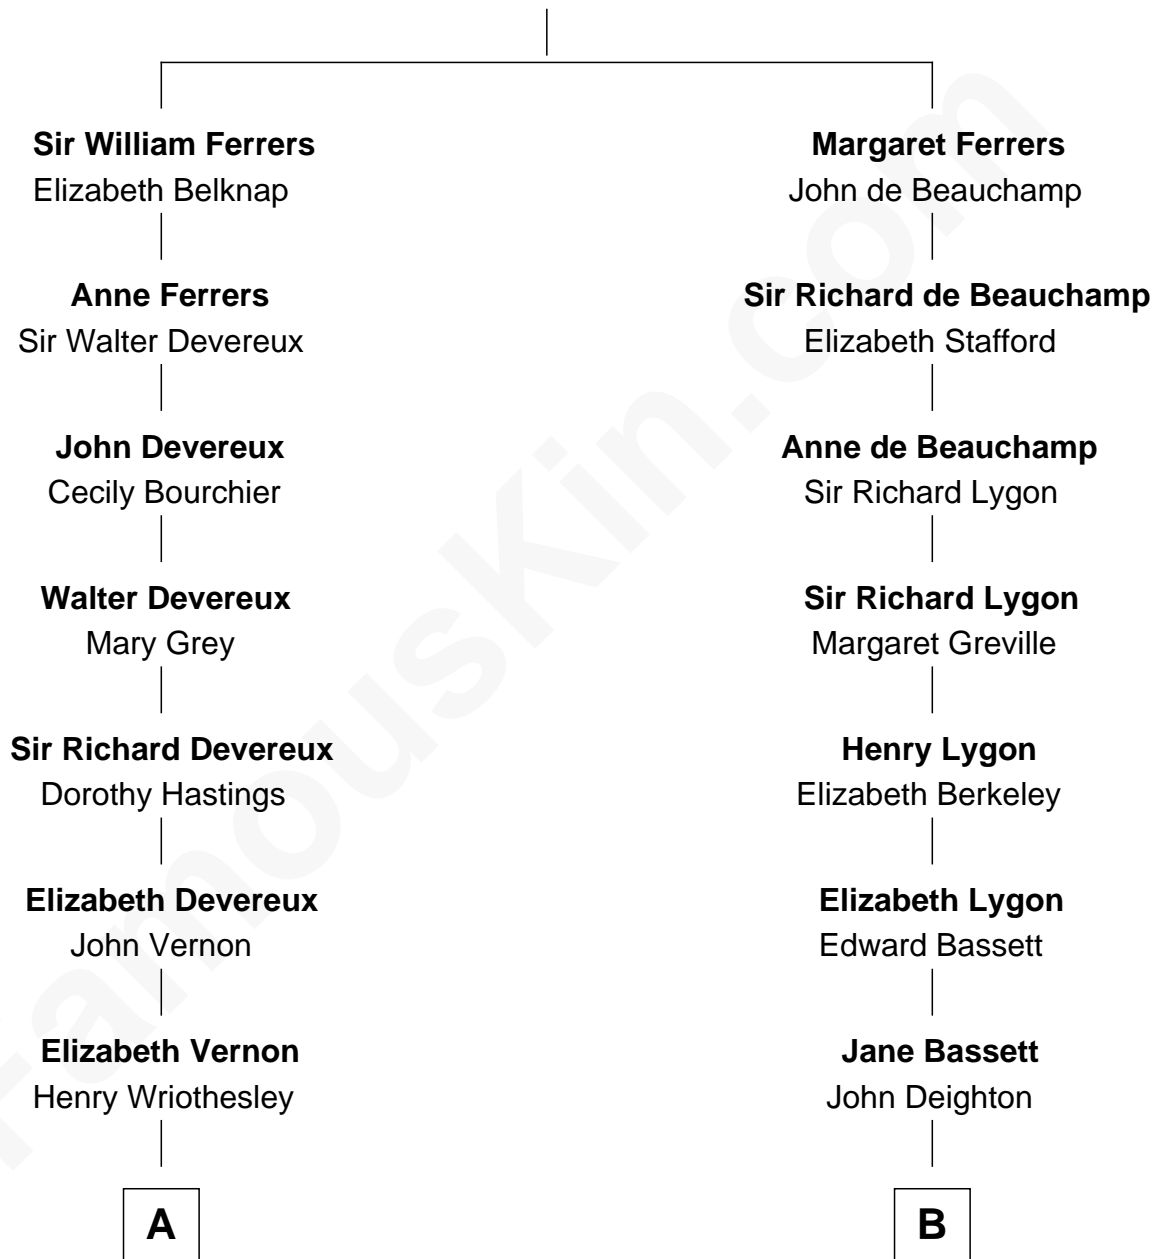 Sir William Ferrers
Elizabeth Belknap
Margaret Ferrers
John de Beauchamp
Anne Ferrers
Sir Walter Devereux
Sir Richard de Beauchamp
Elizabeth Stafford
John Devereux
Cecily Bourchier
Anne de Beauchamp
Sir Richard Lygon
Walter Devereux
Mary Grey
Sir Richard Lygon
Margaret Greville
Sir Richard Devereux
Dorothy Hastings
Henry Lygon
Elizabeth Berkeley
Elizabeth Devereux
John Vernon
Elizabeth Lygon
Edward Bassett
Elizabeth Vernon
Henry Wriothesley
Jane Bassett
John Deighton
A
B
FamousKin.com